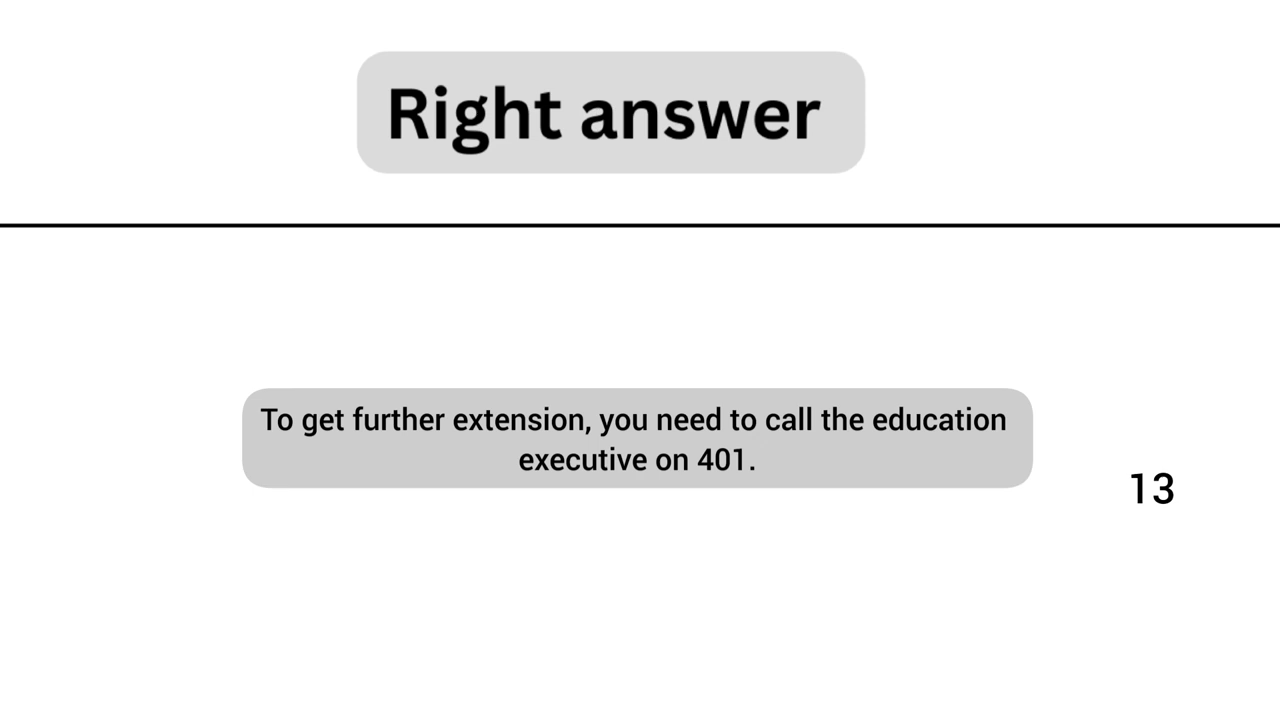 Right answer
To get further extension, you need to call the education
executive on 401.
13